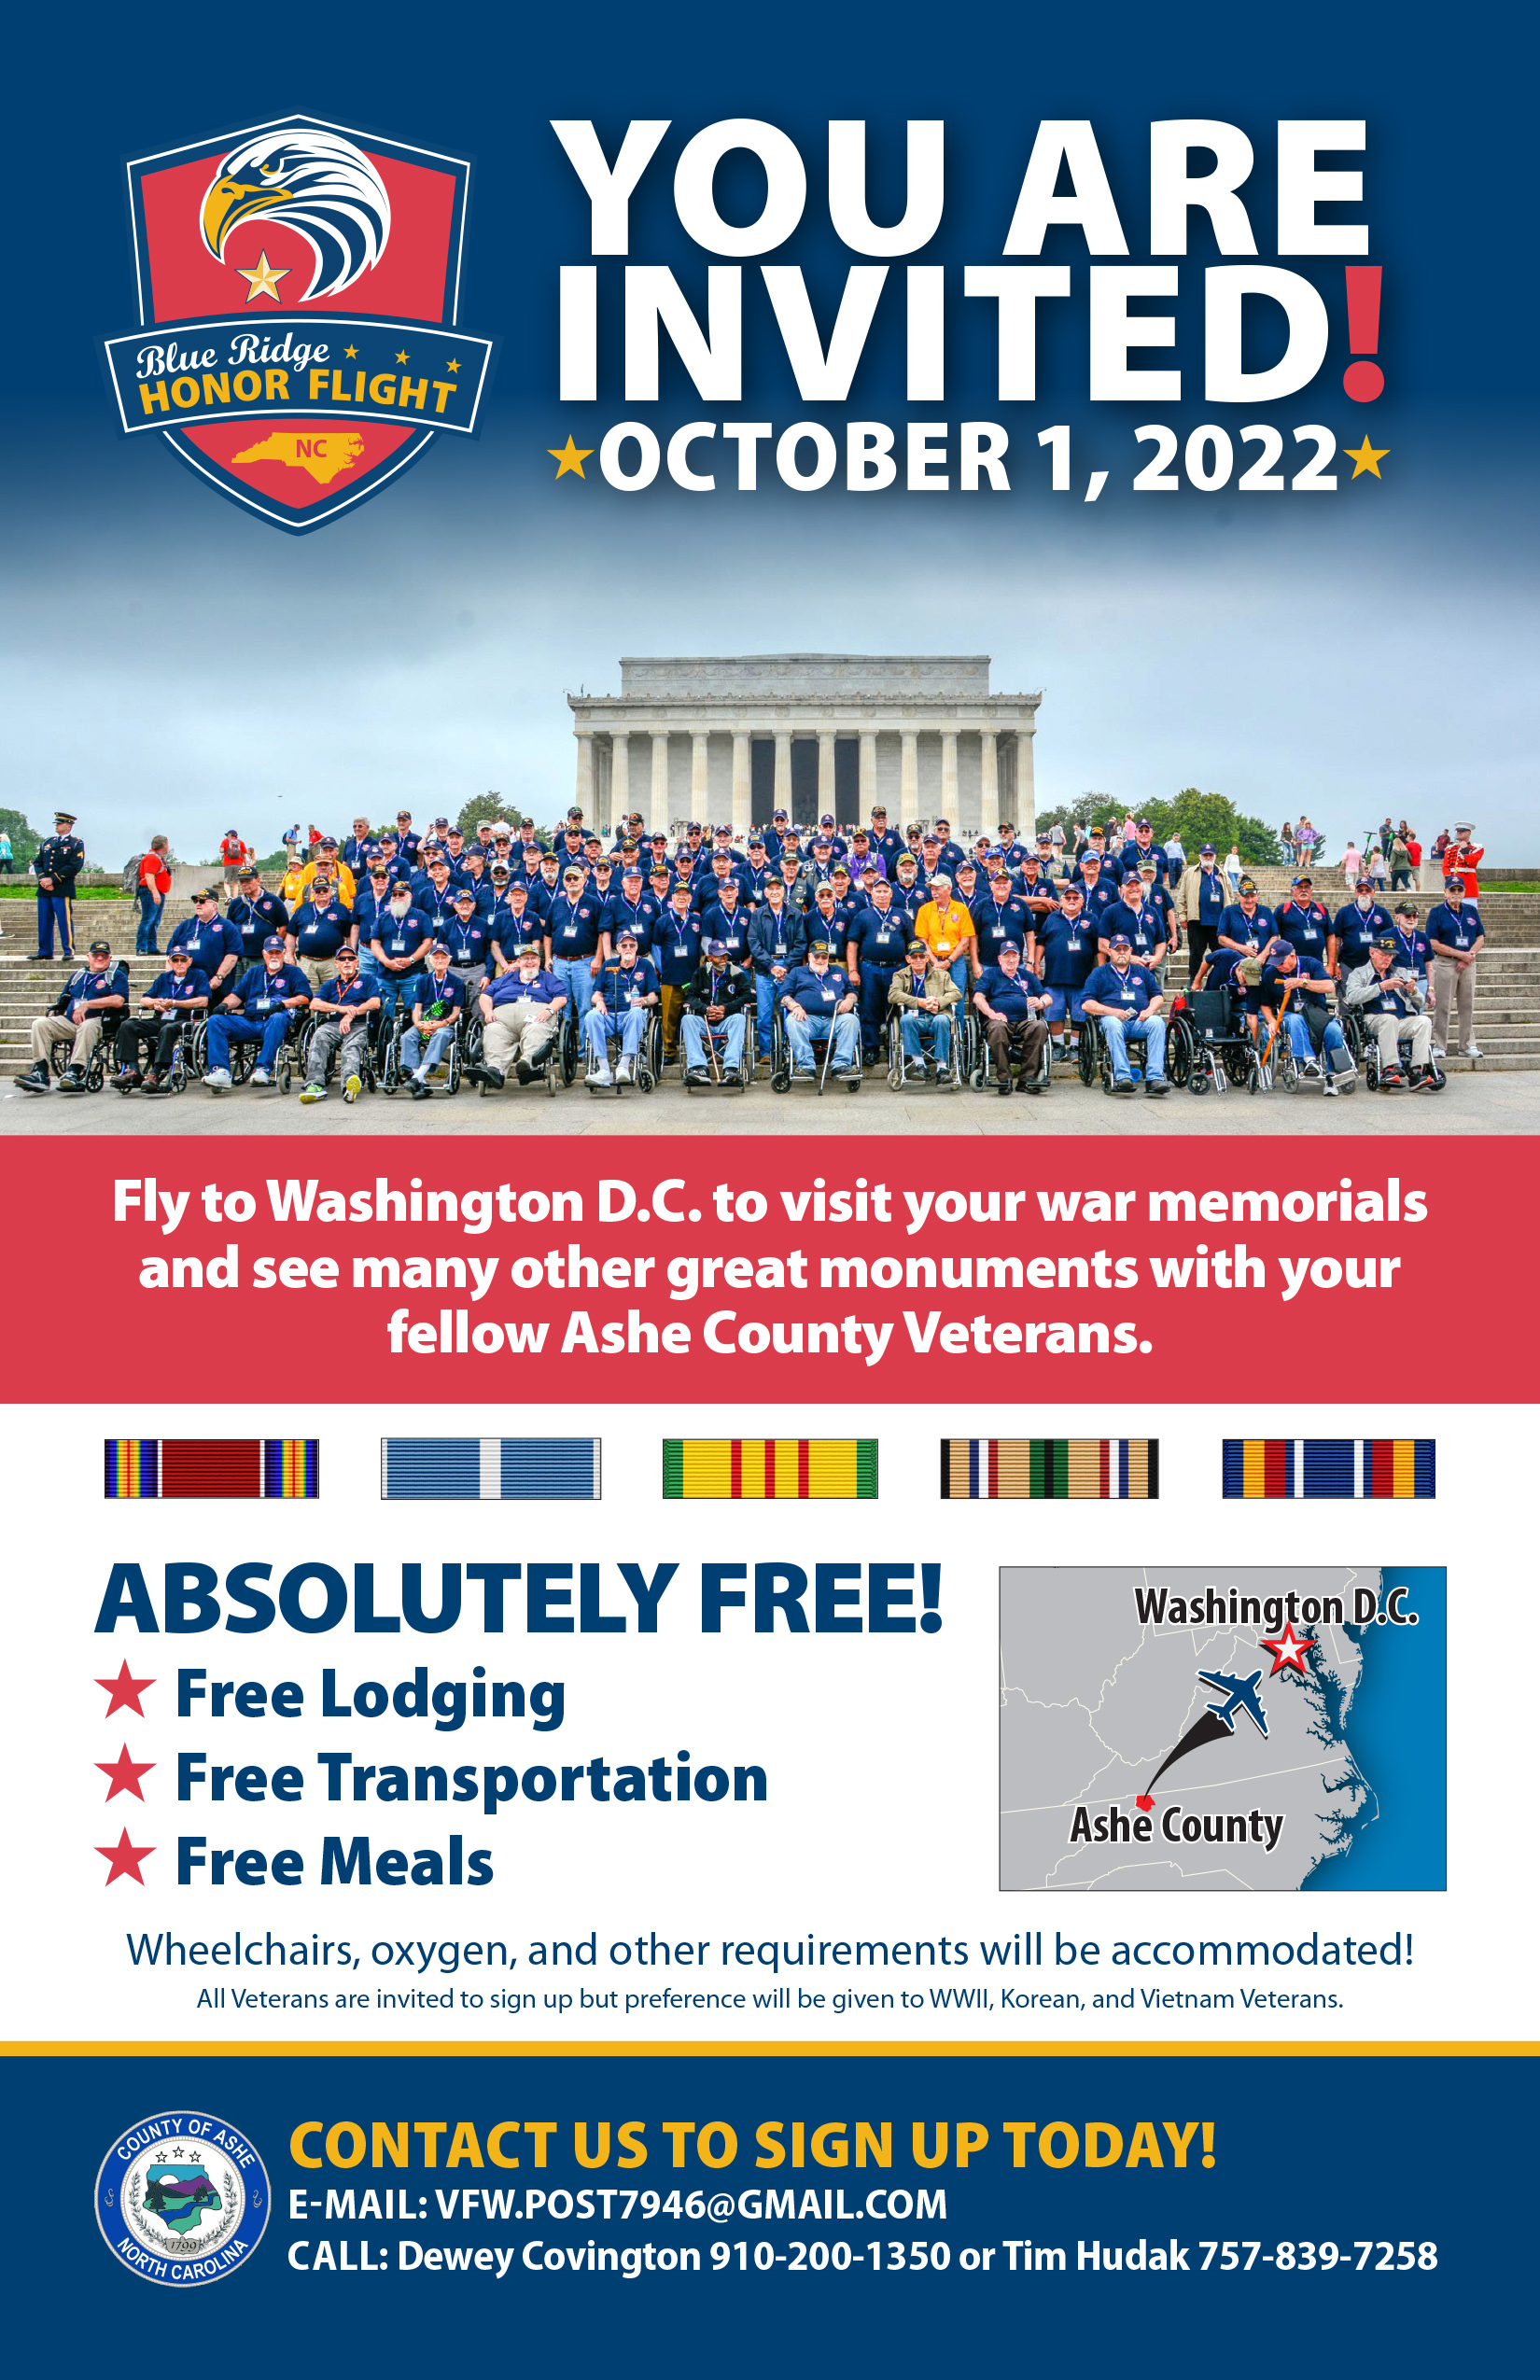 YOU ARE
INVITED!
OCTOBER 1, 2022
Blue Ridge
HONOR FLIGHT
NC
Fly to Washington D.C. to visit your war memorials
and see many other great monuments with your
fellow Ashe County Veterans.
ABSOLUTELY FREE!
Free Lodging
Free Transportation
Free Meals
Washington D.C.
Ashe County
Wheelchairs, oxygen, and other requirements will be accommodated!
All Veterans are invited to sign up but preference will be given to WWII, Korean, and Vietnam Veterans.
COUNTY OF ASHE
1799
NORTH CAROLINA
CONTACT US TO SIGN UP TODAY!
E-MAIL: VFW.POST7946@GMAIL.COM
CALL: Dewey Covington 910-200-1350 or Tim Hudak 757-839-7258